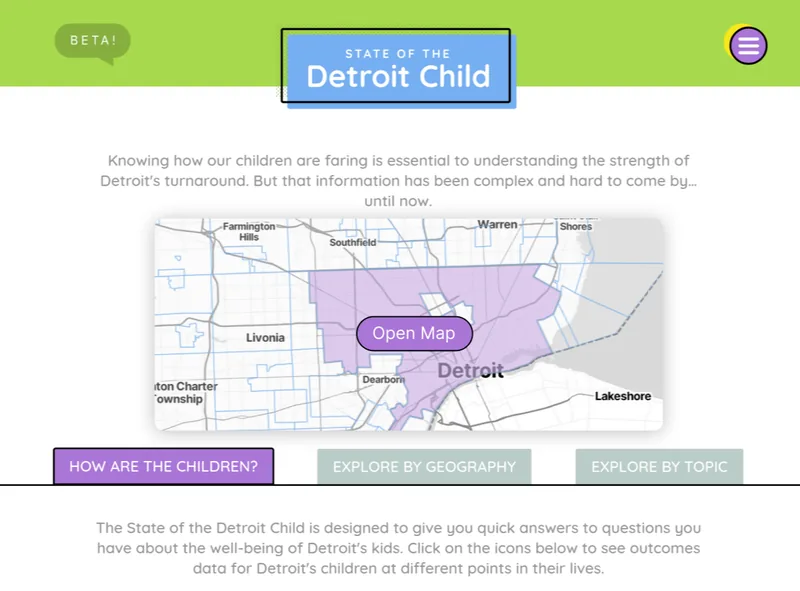 BETA!
STATE OF THE
Detroit Child
Knowing how our children are faring is essential to understanding the strength of
Detroit's turnaround. But that information has been complex and hard to come by...
until now.
Farmington
Hills
Southfield
Warren
Shores
Livonia
Open Map
Detroit
Dearborn
Charter
Township
Lakeshore
HOW ARE THE CHILDREN?
EXPLORE BY GEOGRAPHY
EXPLORE BY TOPIC
The State of the Detroit Child is designed to give you quick answers to questions you
have about the well-being of Detroit's kids. Click on the icons below to see outcomes
data for Detroit's children at different points in their lives.